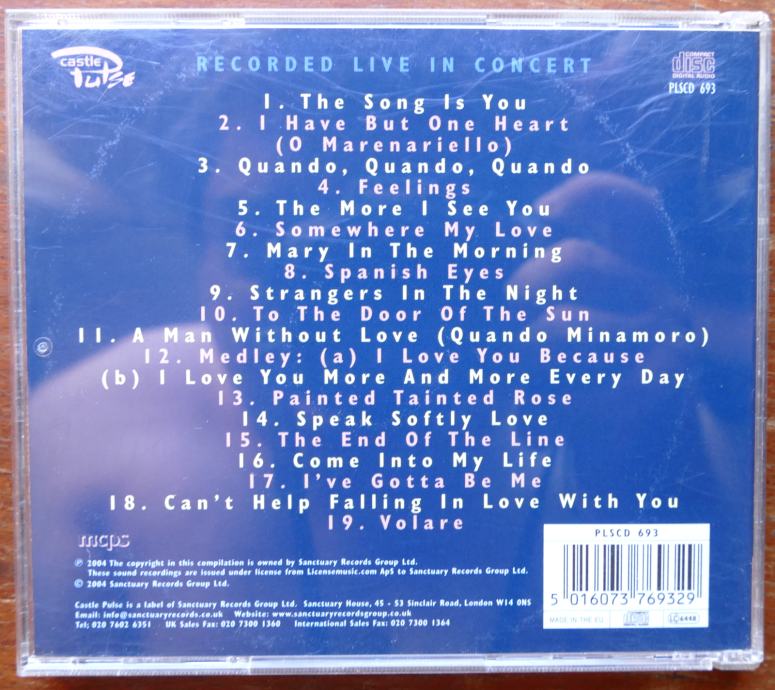 castle
Pulse
RECORDED LIVE IN CONCERT
COMPACT
disc
DIGITAL AUDIO
PLSCD 693
1. The Song Is You
2. I Have But One Heart
(O Marenariello)
3. Quando, Quando, Quando
4. Feelings
5. The More I See You
6. Somewhere My Love
7. Mary In The Morning
8. Spanish Eyes
9. Strangers In The Night
10. To The Door Of The Sun
11. A Man Without Love (Quando Minamoro)
12. Medley: (a) I Love You Because
(b) I Love You More And More Every Day
13. Painted Tainted Rose
14. Speak Softly Love
15. The End Of The Line
16. Come Into My Life
17. I've Gotta Be Me
18. Can't Help Falling In Love With You
19. Volare
mcps
℗ 2004 The copyright in this compilation is owned by Sanctuary Records Group Ltd.
These sound recordings are issued under license from Licensemusic.com ApS to Sanctuary Records Group Ltd.
© 2004 Sanctuary Records Group Ltd.
Castle Pulse is a label of Sanctuary Records Group Ltd. Sanctuary House, 45 - 53 Sinclair Road, London W14 0NS
Email: info@sanctuaryrecords.co.uk Website: www.sanctuaryrecordsgroup.co.uk
Tel: 020 7602 6351 UK Sales Fax: 020 7300 1360 International Sales Fax: 020 7300 1364
PLSCD 693
5 016073 769329
MADE IN THE EU
LC 6448